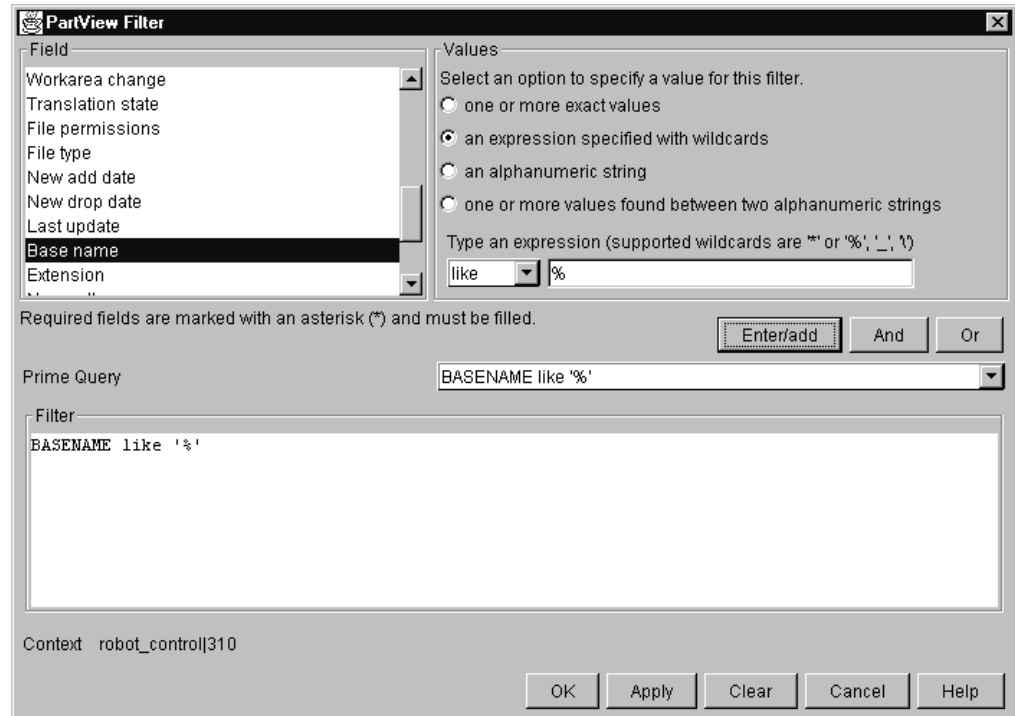 PartView Filter
Field
Workarea change
Translation state
File permissions
File type
New add date
New drop date
Last update
Base name
Extension
Values
Select an option to specify a value for this filter.
one or more exact values
an expression specified with wildcards
an alphanumeric string
one or more values found between two alphanumeric strings
Type an expression (supported wildcards are '*' or '%', '_', '\')
like %
Required fields are marked with an asterisk (*) and must be filled.
Enter/add And Or
Prime Query BASENAME like '%'
Filter
BASENAME like '%'
Context robot_control|310
OK Apply Clear Cancel Help